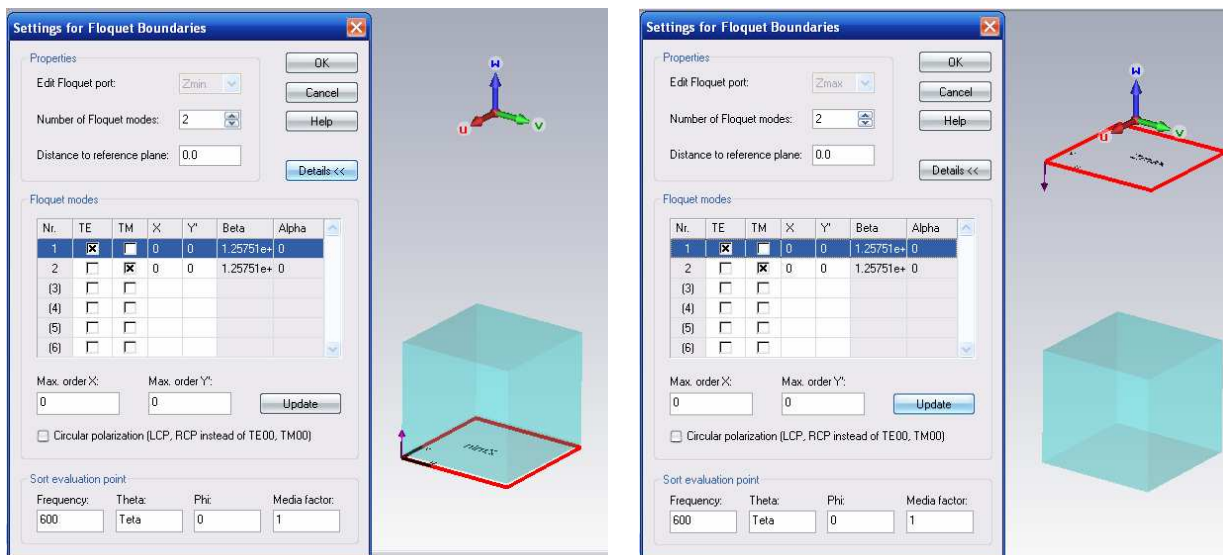 Settings for Floquet Boundaries
Properties
Edit Floquet port: Zmin
Number of Floquet modes: 2
Distance to reference plane: 0.0
OK
Cancel
Help
Details <<
Floquet modes
Nr. TE TM X Y' Beta Alpha
1 0 0 1.25751e+ 0
2 0 0 1.25751e+ 0
(3)
(4)
(5)
(6)
Max. order X: Max. order Y':
0 0 Update
Circular polarization (LCP, RCP instead of TE00, TM00)
Sort evaluation point
Frequency: Theta: Phi: Media factor:
600 Teta 0 1
w
u v
Zmin
Settings for Floquet Boundaries
Properties
Edit Floquet port: Zmax
Number of Floquet modes: 2
Distance to reference plane: 0.0
OK
Cancel
Help
Details <<
Floquet modes
Nr. TE TM X Y' Beta Alpha
1 0 0 1.25751e+ 0
2 0 0 1.25751e+ 0
(3)
(4)
(5)
(6)
Max. order X: Max. order Y':
0 0 Update
Circular polarization (LCP, RCP instead of TE00, TM00)
Sort evaluation point
Frequency: Theta: Phi: Media factor:
600 Teta 0 1
w
u v
Zmax